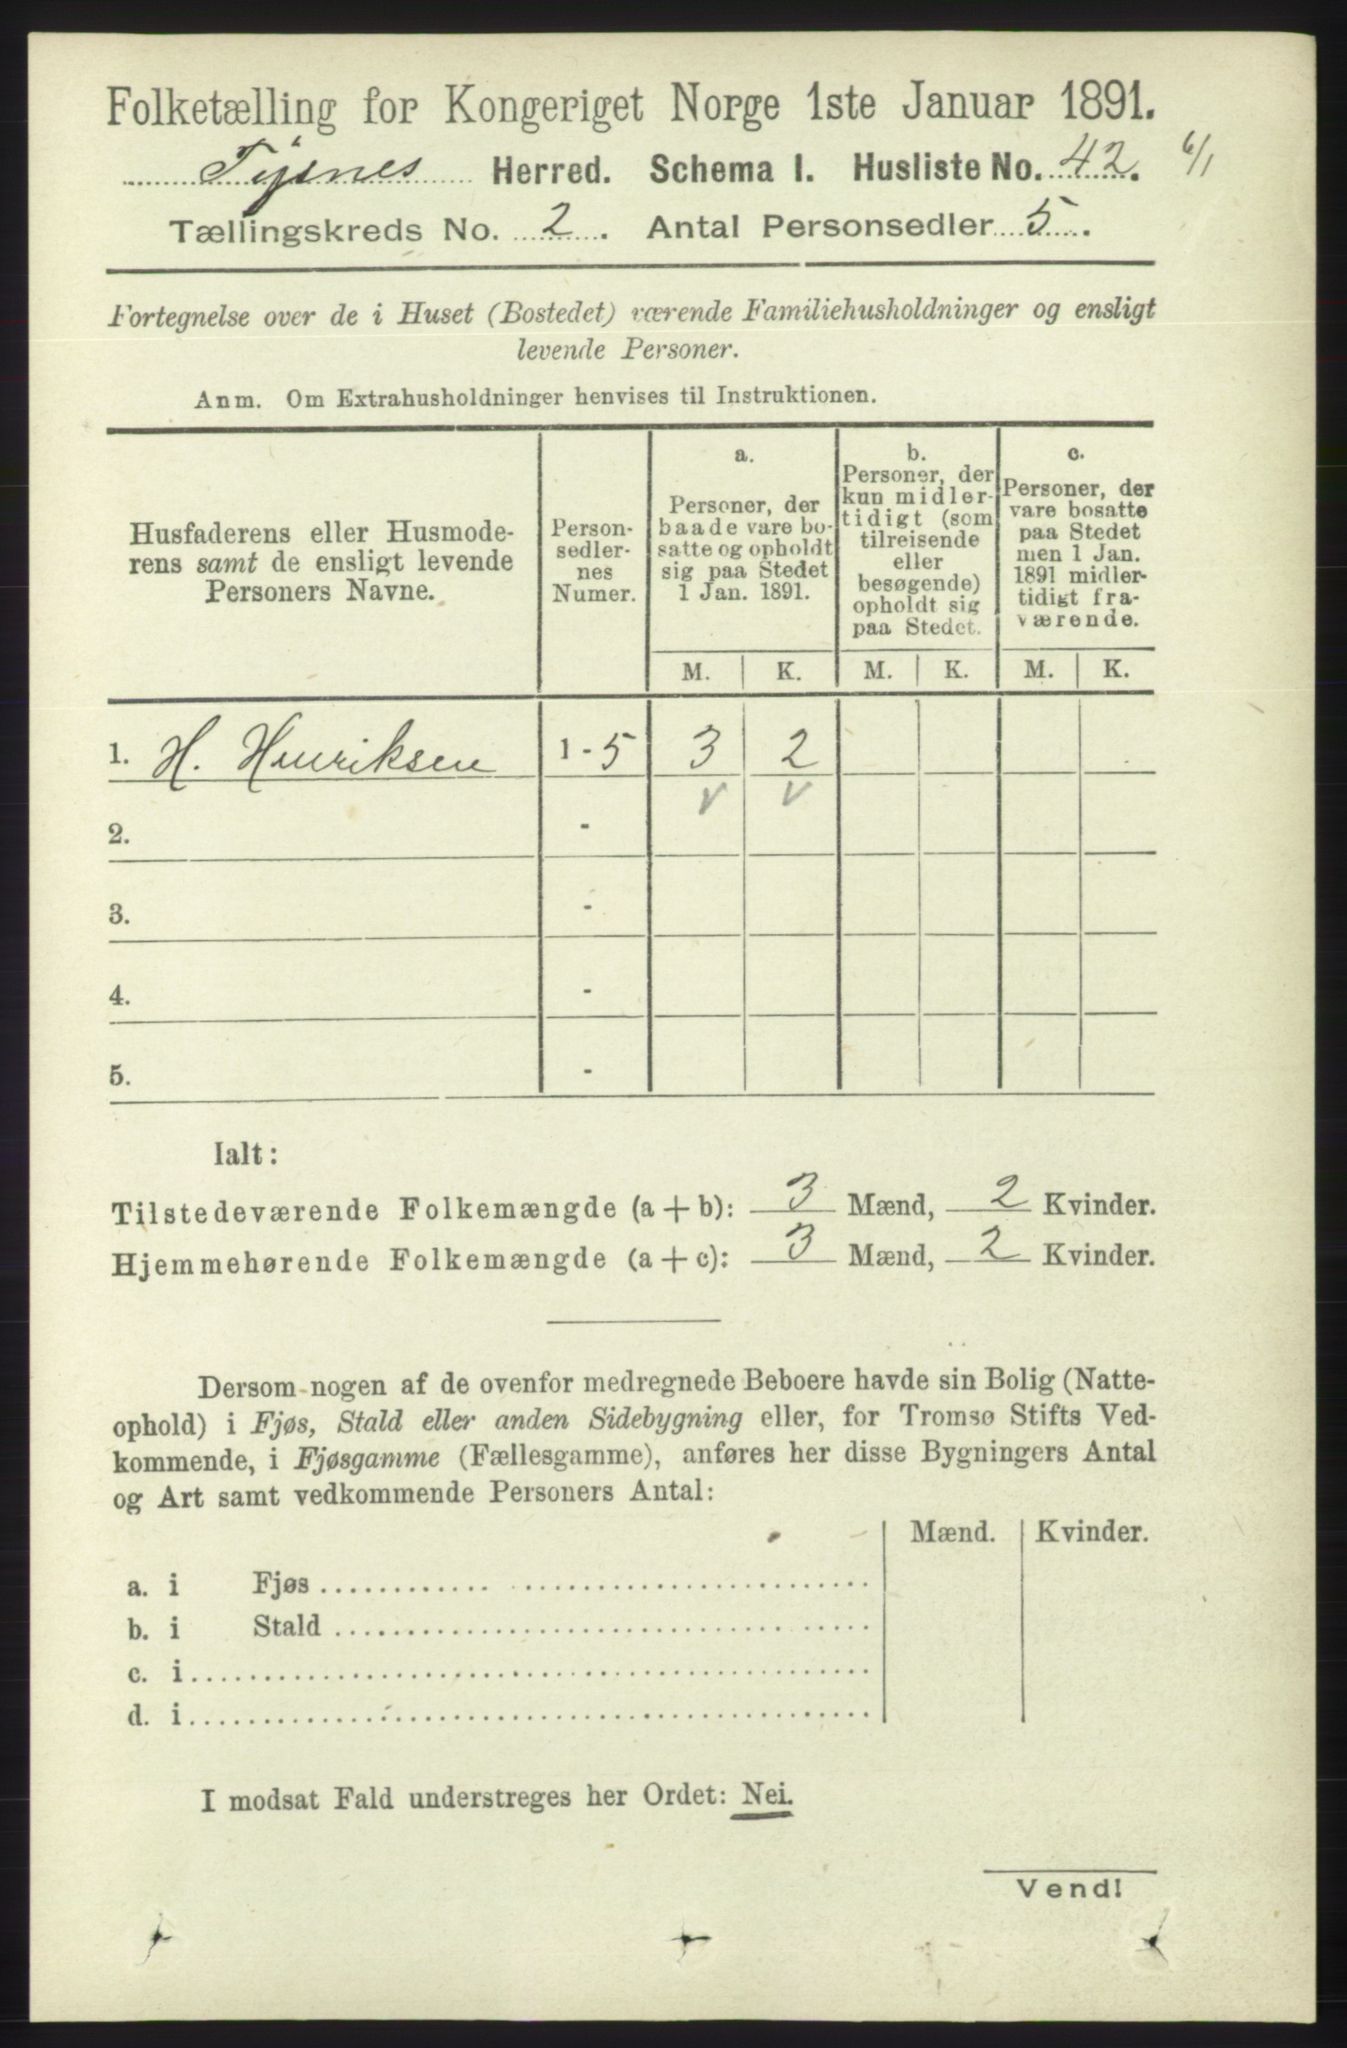 Folketælling for Kongeriget Norge 1ste Januar 1891.
Tysnes Herred. Schema I. Husliste No. 42. 6/1
Tællingskreds No. 2. Antal Personsedler 5.
Fortegnelse over de i Huset (Bostedet) værende Familiehusholdninger og ensligt
levende Personer.
Anm. Om Extrahusholdninger henvises til Instruktionen.
Husfaderens eller Husmode-
rens samt de ensligt levende
Personers Navne.
Person-
sedler-
nes
Numer.
a.
Personer, der
baade vare bo-
satte og opholdt
sig paa Stedet
1 Jan. 1891.
b.
Personer, der
kun midler-
tidigt (som
tilreisende
eller
besøgende)
opholdt sig
paa Stedet.
c.
Personer, der
vare bosatte
paa Stedet
men 1 Jan.
1891 midler-
tidigt fra-
værende.
M. K. M. K. M. K.
1. H. Henriksen 1 - 5 3 2
v v
2. -
3. -
4. -
5. -
Ialt:
Tilstedeværende Folkemængde (a + b): 3 Mænd, 2 Kvinder.
Hjemmehørende Folkemængde (a + c): 3 Mænd, 2 Kvinder.
Dersom nogen af de ovenfor medregnede Beboere havde sin Bolig (Natte-
ophold) i Fjøs, Stald eller anden Sidebygning eller, for Tromsø Stifts Ved-
kommende, i Fjøsgamme (Fællesgamme), anføres her disse Bygningers Antal
og Art samt vedkommende Personers Antal:
Mænd. Kvinder.
a. i Fjøs
b. i Stald
c. i
d. i
I modsat Fald understreges her Ordet: Nei.
Vend!